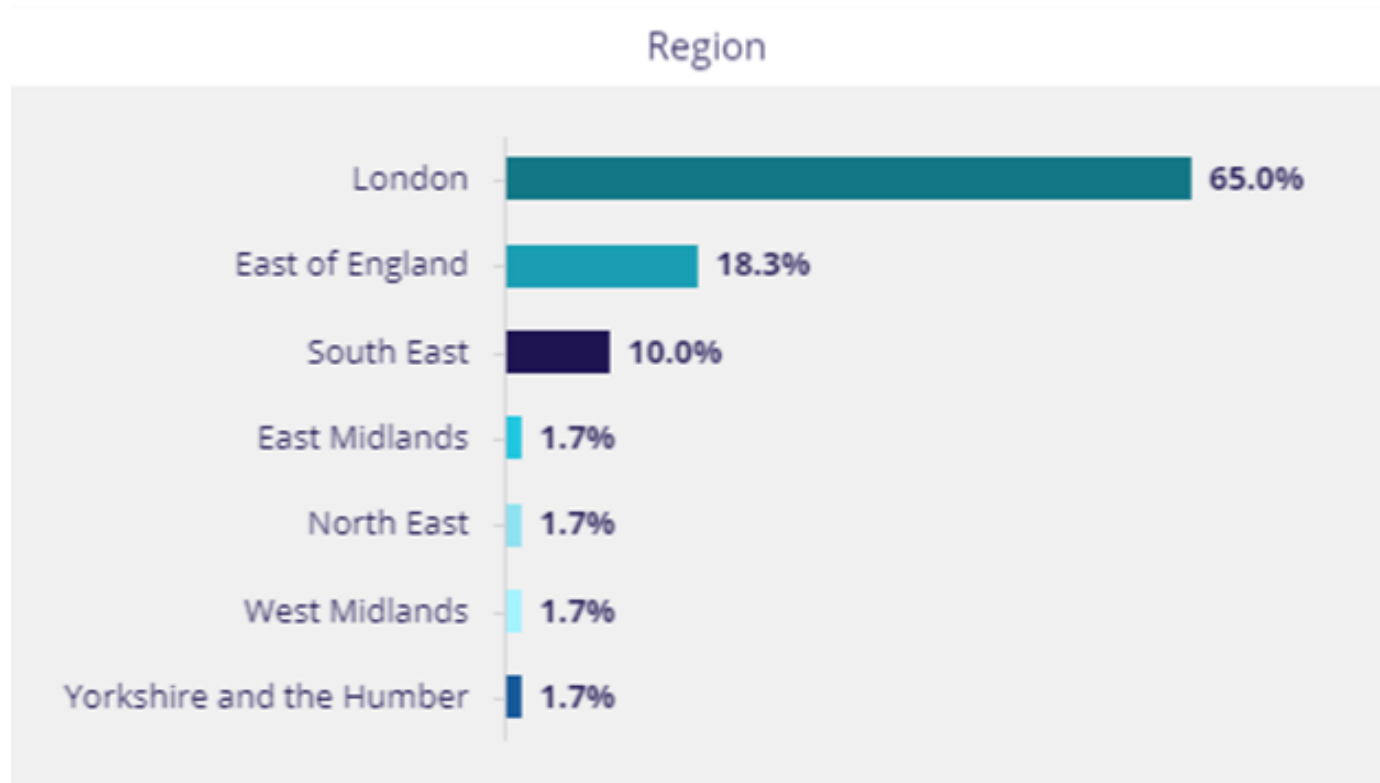 Region
London 65.0%
East of England 18.3%
South East 10.0%
East Midlands 1.7%
North East 1.7%
West Midlands 1.7%
Yorkshire and the Humber 1.7%